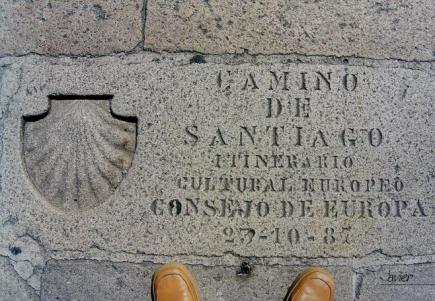 CAMINO
DE
SANTIAGO
ITINERARIO
CULTURAL EUROPEO
CONSEJO DE EUROPA
23-10-87